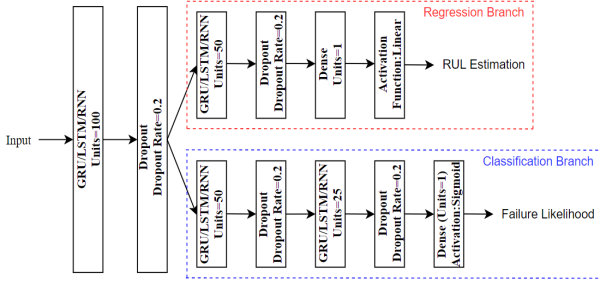 Input
GRU/LSTM/RNN
Units=100
Dropout
Dropout Rate=0.2
Regression Branch
GRU/LSTM/RNN
Units=50
Dropout
Dropout Rate=0.2
Dense
Units=1
Activation
Function:Linear
RUL Estimation
Classification Branch
GRU/LSTM/RNN
Units=50
Dropout
Dropout Rate=0.2
GRU/LSTM/RNN
Units=25
Dropout
Dropout Rate=0.2
Dense (Units=1)
Activation:Sigmoid
Failure Likelihood